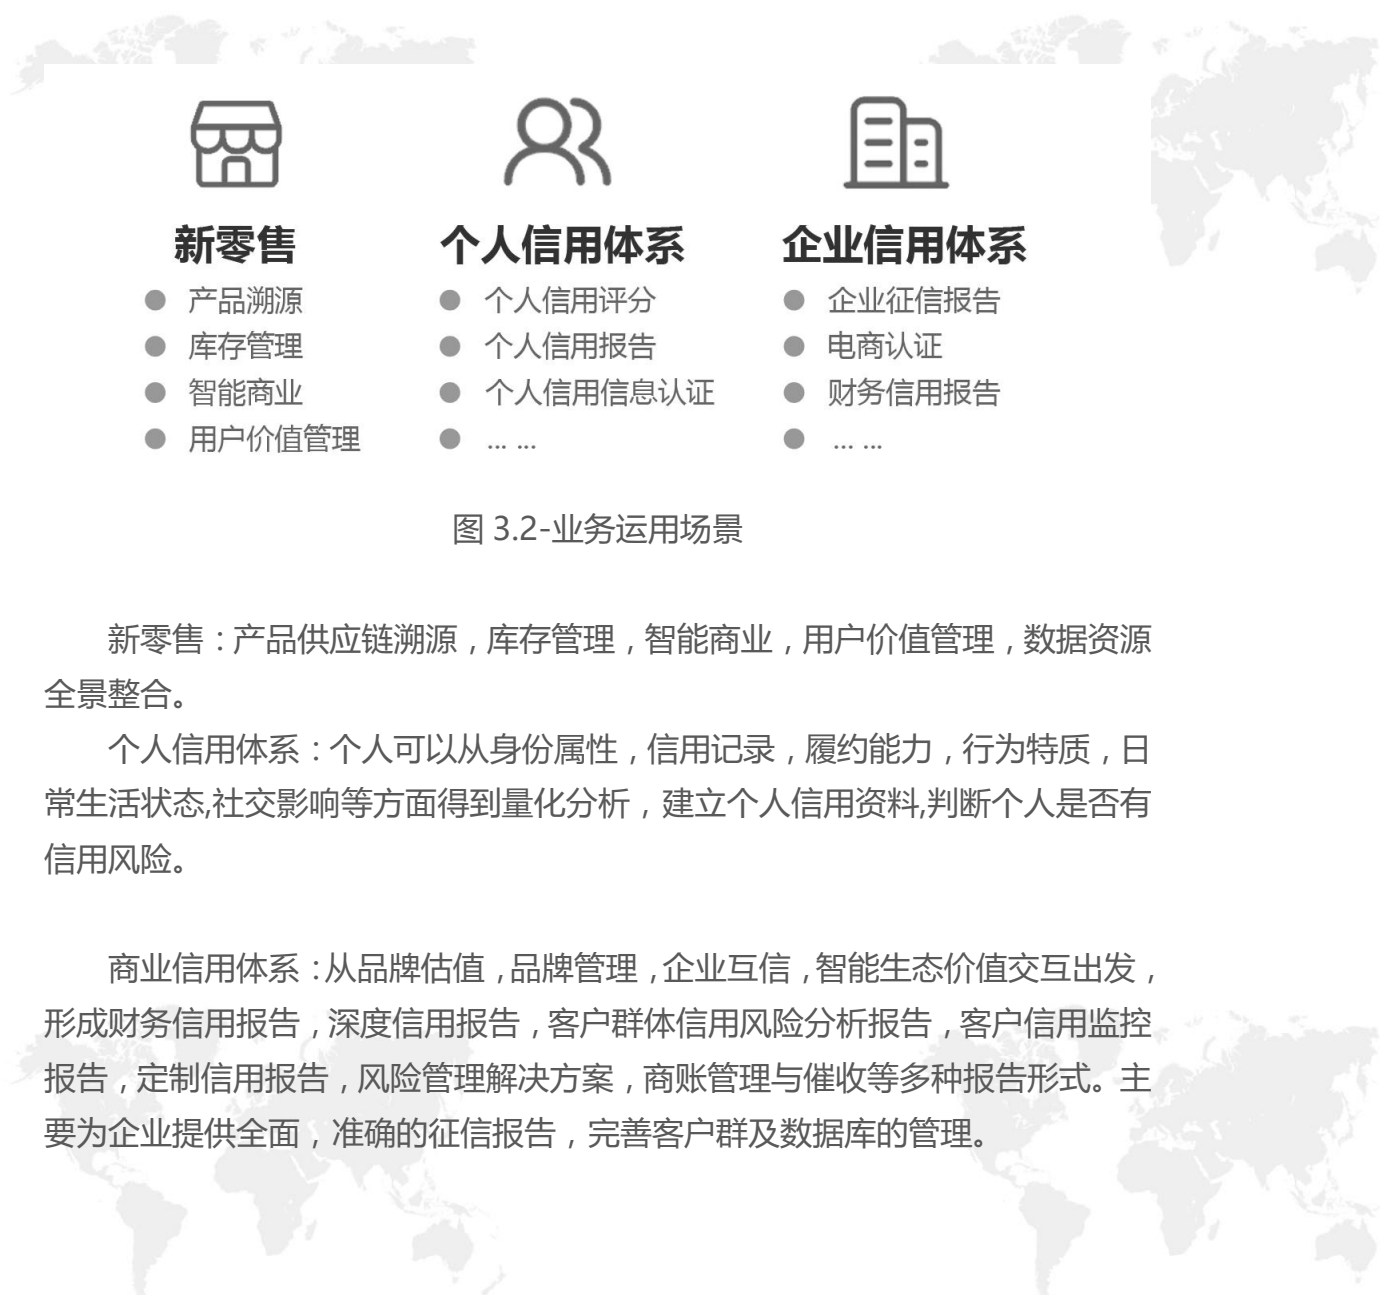 新零售
个人信用体系
企业信用体系
● 产品溯源
● 库存管理
● 智能商业
● 用户价值管理
● 个人信用评分
● 个人信用报告
● 个人信用信息认证
● ... ...
● 企业征信报告
● 电商认证
● 财务信用报告
● ... ...
图 3.2-业务运用场景
新零售：产品供应链溯源，库存管理，智能商业，用户价值管理，数据资源
全景整合。
个人信用体系：个人可以从身份属性，信用记录，履约能力，行为特质，日
常生活状态,社交影响等方面得到量化分析，建立个人信用资料,判断个人是否有
信用风险。
商业信用体系：从品牌估值，品牌管理，企业互信，智能生态价值交互出发，
形成财务信用报告，深度信用报告，客户群体信用风险分析报告，客户信用监控
报告，定制信用报告，风险管理解决方案，商账管理与催收等多种报告形式。主
要为企业提供全面，准确的征信报告，完善客户群及数据库的管理。